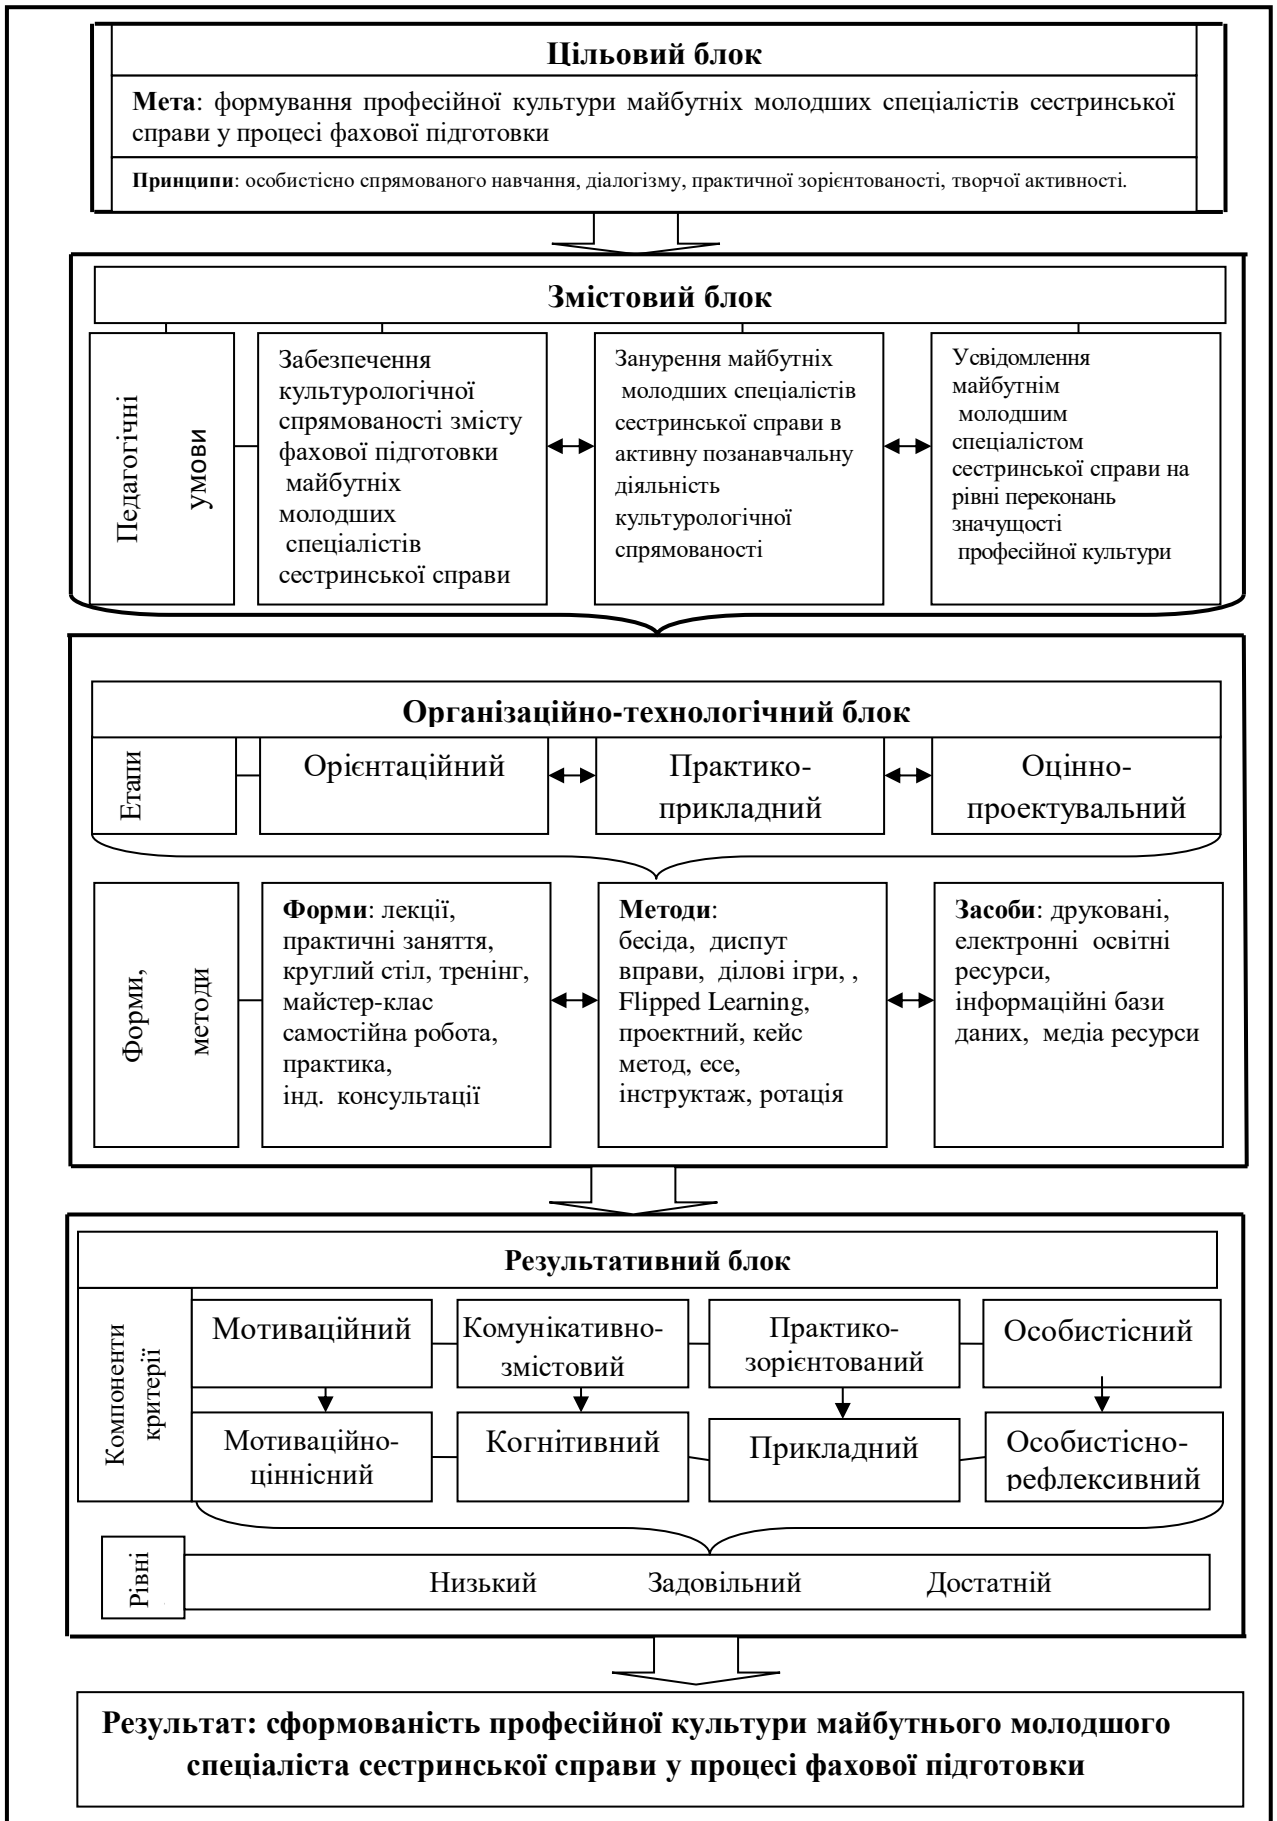 Цільовий блок
Мета: формування професійної культури майбутніх молодших спеціалістів сестринської
справи у процесі фахової підготовки
Принципи: особистісно спрямованого навчання, діалогізму, практичної зорієнтованості, творчої активності.
Змістовий блок
Педагогічні
умови
Забезпечення
культурологічної
спрямованості змісту
фахової підготовки
майбутніх
молодших
спеціалістів
сестринської справи
Занурення майбутніх
молодших спеціалістів
сестринської справи в
активну позанавчальну
діяльність
культурологічної
спрямованості
Усвідомлення
майбутнім
молодшим
спеціалістом
сестринської справи на
рівні переконань
значущості
професійної культури
Організаційно-технологічний блок
Етапи
Орієнтаційний
Практико-
прикладний
Оцінно-
проектувальний
Форми,
методи
Форми: лекції,
практичні заняття,
круглий стіл, тренінг,
майстер-клас
самостійна робота,
практика,
інд. консультації
Методи:
бесіда, диспут
вправи, ділові ігри, ,
Flipped Learning,
проектний, кейс
метод, есе,
інструктаж, ротація
Засоби: друковані,
електронні освітні
ресурси,
інформаційні бази
даних, медіа ресурси
Результативний блок
Компоненти
критерії
Мотиваційний
Комунікативно-
змістовий
Практико-
зорієнтований
Особистісний
Мотиваційно-
ціннісний
Когнітивний
Прикладний
Особистісно-
рефлексивний
Рівні
Низький Задовільний Достатній
Результат: сформованість професійної культури майбутнього молодшого
спеціаліста сестринської справи у процесі фахової підготовки